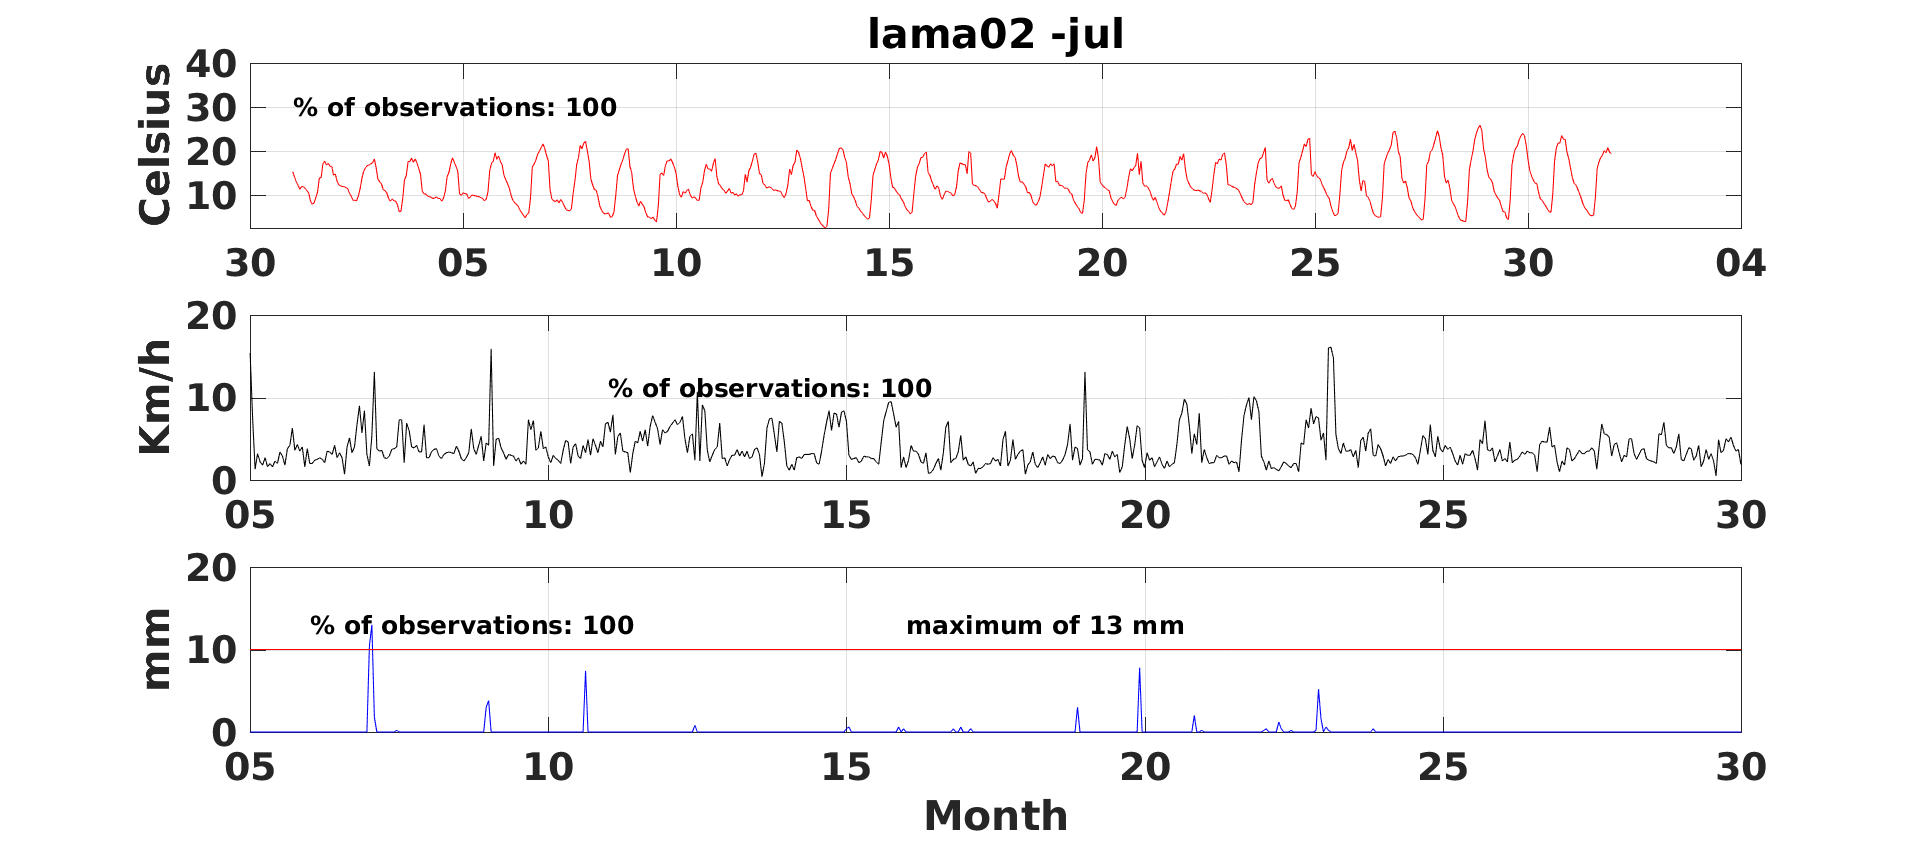 lama02 -jul
40
30
20
10
Celsius
% of observations: 100
30 05 10 15 20 25 30 04
20
10
0
Km/h
% of observations: 100
05 10 15 20 25 30
20
10
0
mm
% of observations: 100 maximum of 13 mm
05 10 15 20 25 30
Month